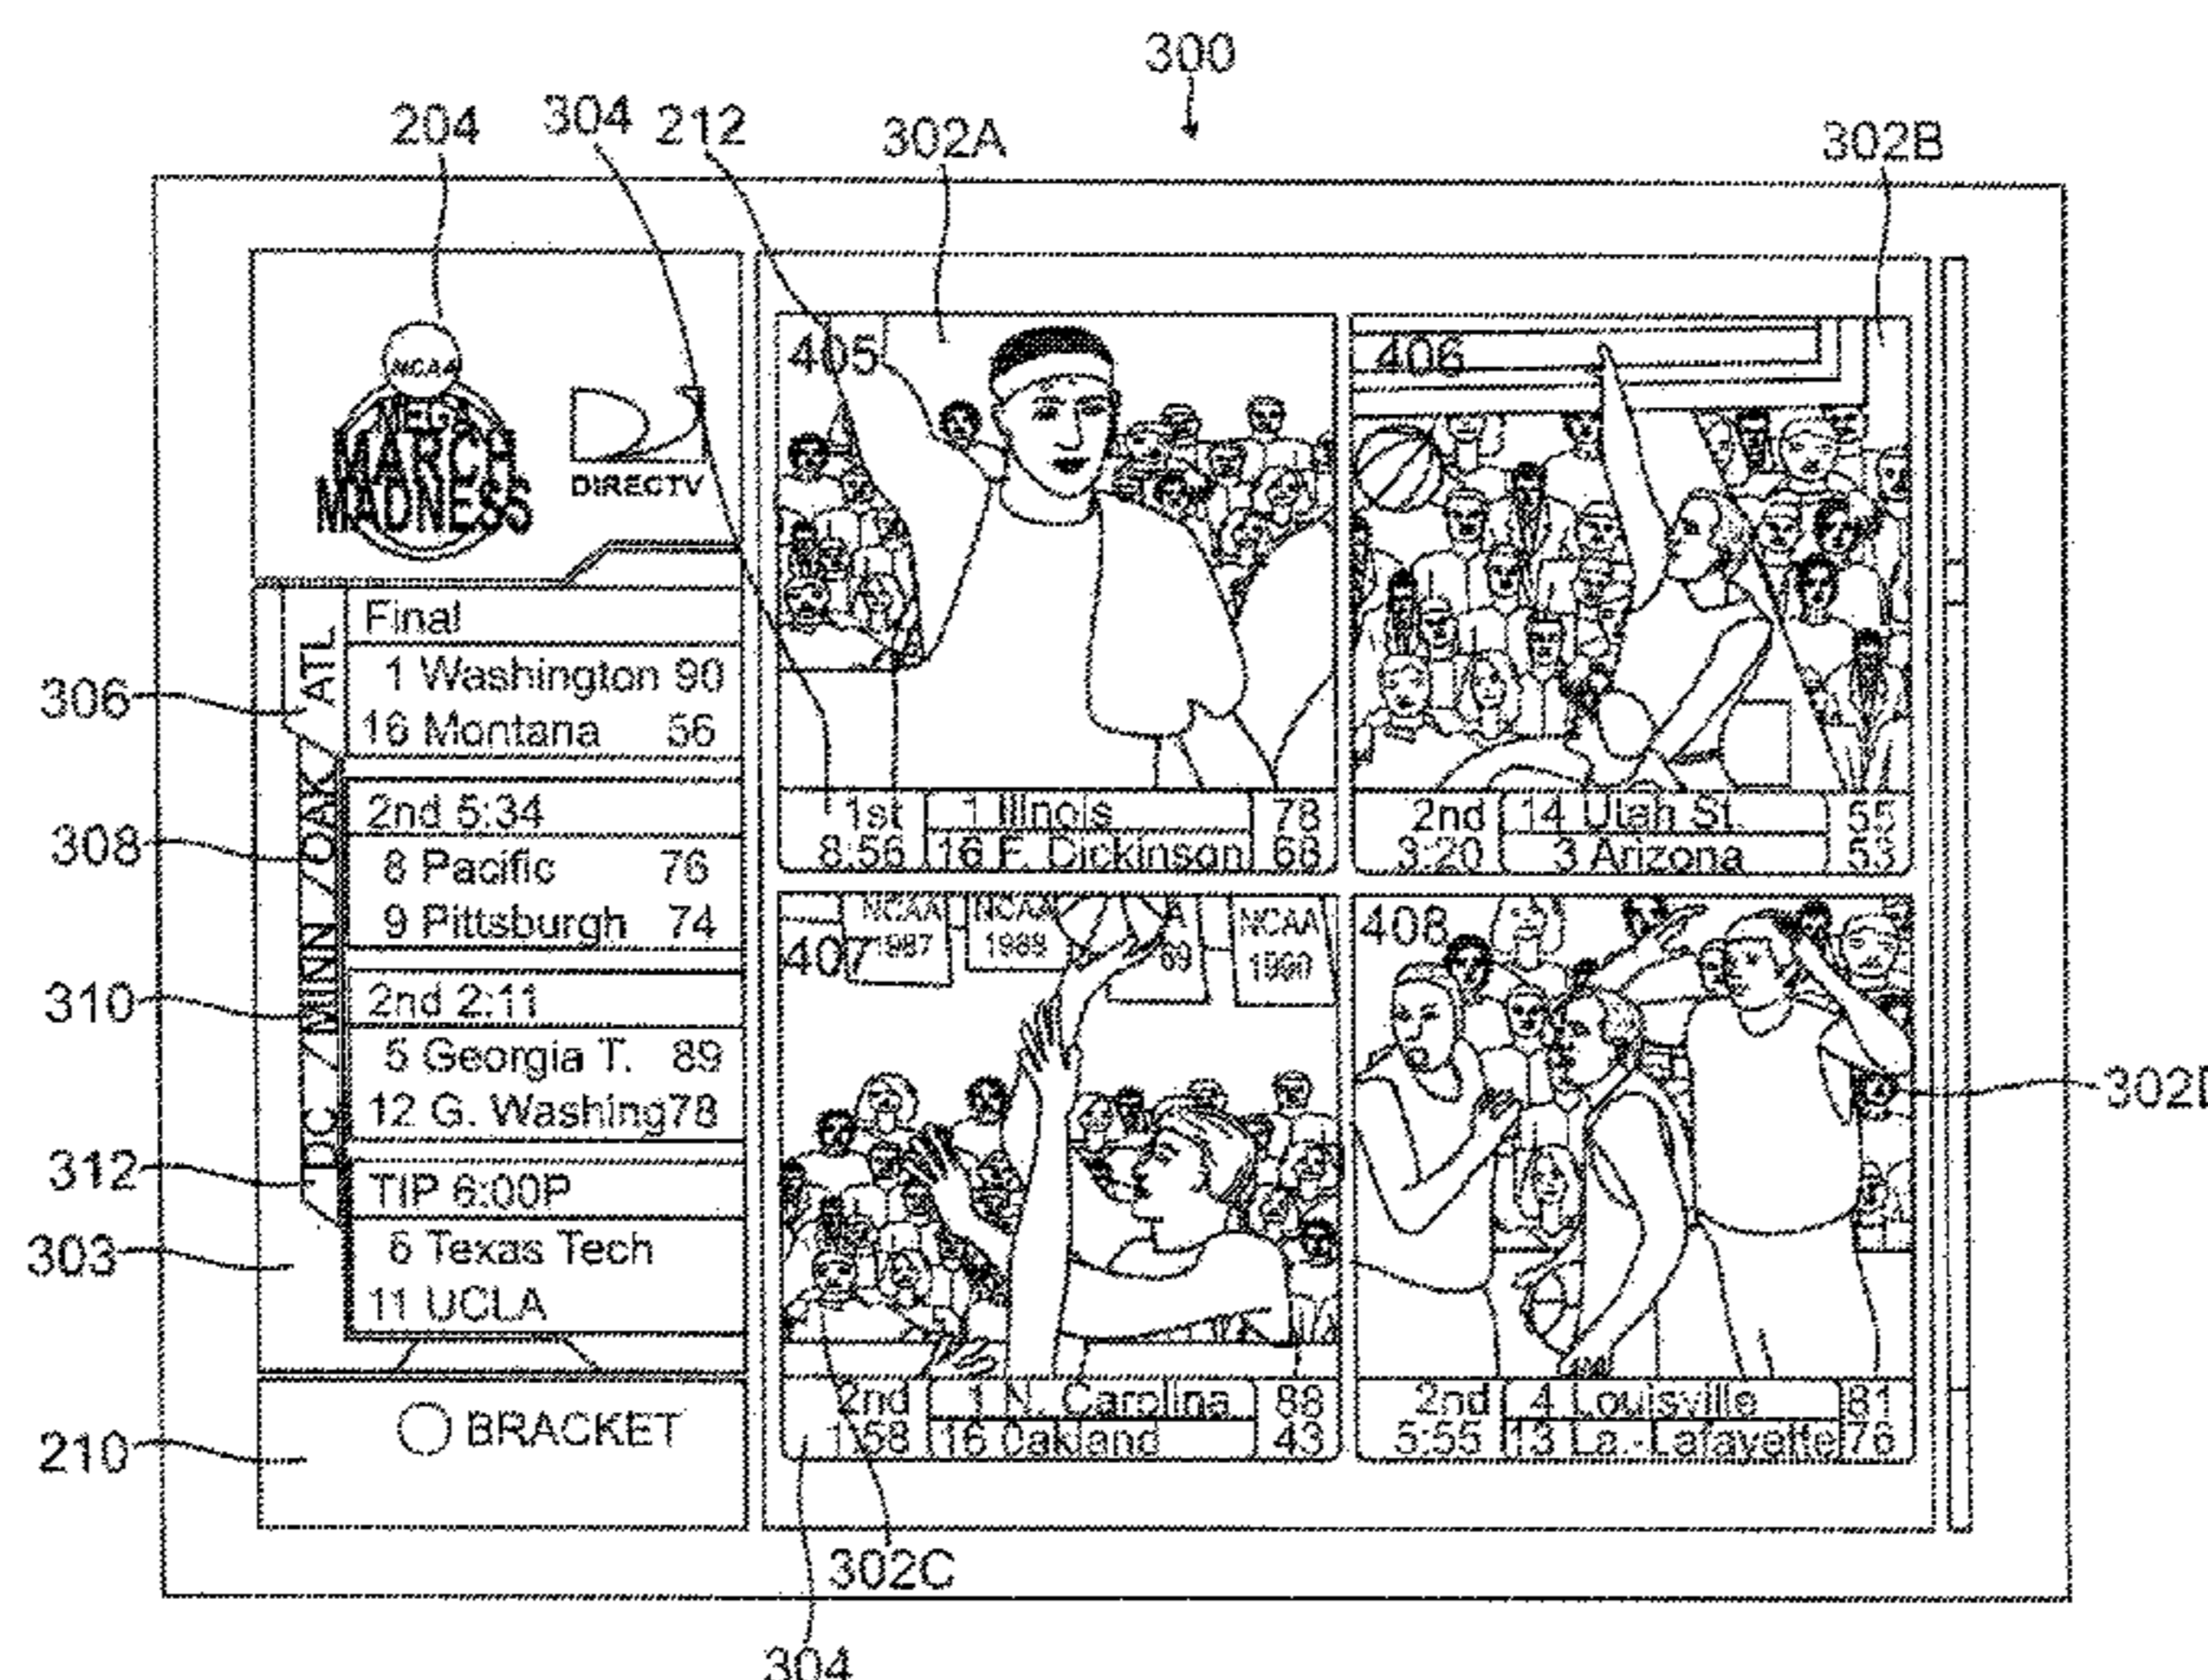 300
204 304 212 302A 302B
NCAA
MEGA
MARCH
MADNESS
DIRECTV
306
308
310
312
303
210
ATL
OAK
MINN
DC
Final
1 Washington 90
16 Montana 56
2nd 5:34
8 Pacific 76
9 Pittsburgh 74
2nd 2:11
5 Georgia T. 89
12 G. Washing78
TIP 6:00P
6 Texas Tech
11 UCLA
BRACKET
405
1st 1 Illinois 78
8:56 16 F. Dickinson 68
406
2nd 14 Utah St. 55
3:20 3 Arizona 53
407
NCAA
1987
NCAA
1989
A
89
NCAA
1990
2nd 1 N. Carolina 88
1:58 16 Oakland 43
408
2nd 4 Louisville 81
5:55 13 La.-Lafayette 76
302D
302C
304